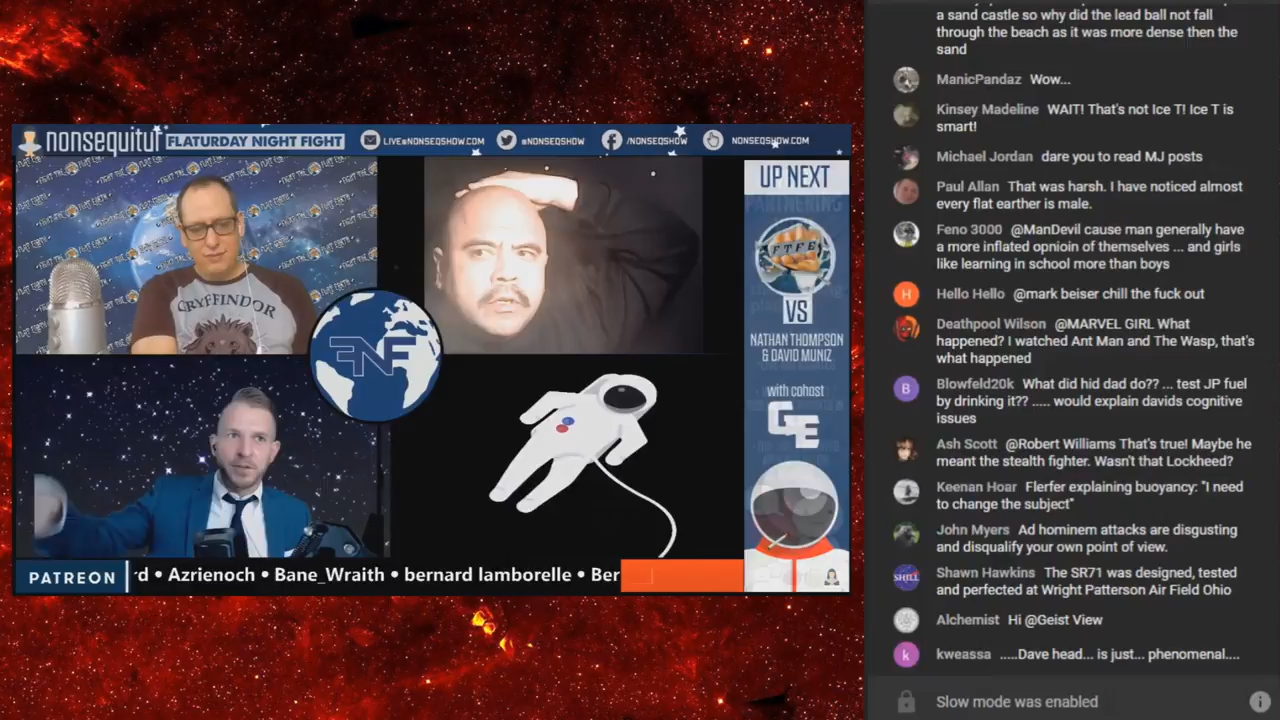 nonsequitur FLATURDAY NIGHT FIGHT LIVE@NONSEQSHOW.COM @NONSEQSHOW /NONSEQSHOW NONSEQSHOW.COM
GRYFFINDOR
FNF
UP NEXT
FTFE
VS
NATHAN THOMPSON
& DAVID MUNIZ
with cohost
GE
PATREON
rd • Azrienoch • Bane_Wraith • bernard lamborelle • Ber
a sand castle so why did the lead ball not fall
through the beach as it was more dense then the
sand
ManicPandaz Wow...
Kinsey Madeline WAIT! That's not Ice T! Ice T is
smart!
Michael Jordan dare you to read MJ posts
Paul Allan That was harsh. I have noticed almost
every flat earther is male.
Feno 3000 @ManDevil cause man generally have
a more inflated opnioin of themselves ... and girls
like learning in school more than boys
H
Hello Hello @mark beiser chill the fuck out
Deathpool Wilson @MARVEL GIRL What
happened? I watched Ant Man and The Wasp, that's
what happened
B
Blowfeld20k What did hid dad do?? ... test JP fuel
by drinking it?? ..... would explain davids cognitive
issues
Ash Scott @Robert Williams That's true! Maybe he
meant the stealth fighter. Wasn't that Lockheed?
Keenan Hoar Flerfer explaining buoyancy: "I need
to change the subject"
John Myers Ad hominem attacks are disgusting
and disqualify your own point of view.
SHILL
Shawn Hawkins The SR71 was designed, tested
and perfected at Wright Patterson Air Field Ohio
Alchemist Hi @Geist View
k
kweassa .....Dave head... is just... phenomenal....
Slow mode was enabled